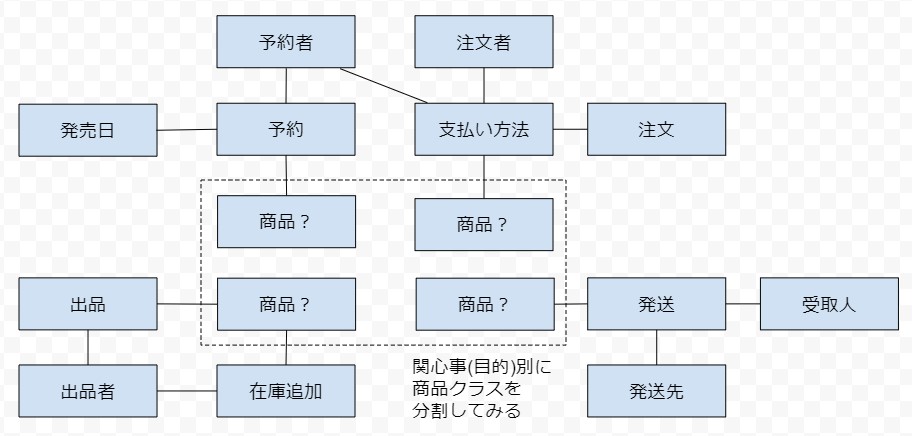 予約者
注文者
発売日
予約
支払い方法
注文
商品？
商品？
出品
商品？
商品？
発送
受取人
出品者
在庫追加
関心事(目的)別に
商品クラスを
分割してみる
発送先